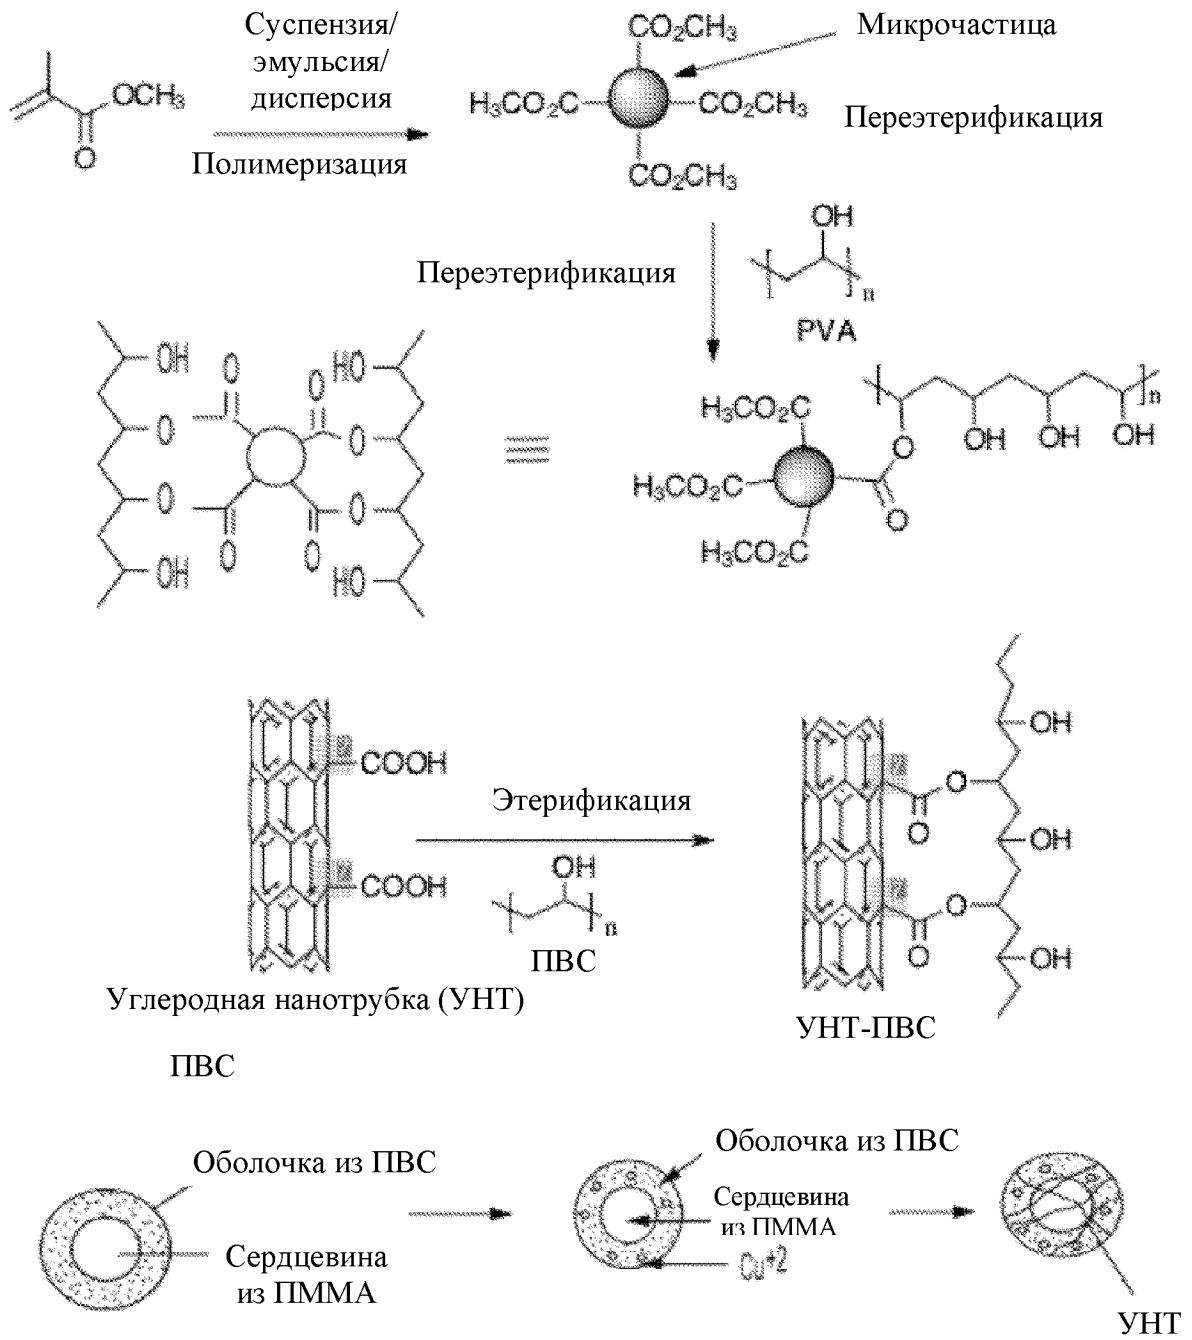 Суспензия/
эмульсия/
дисперсия
Полимеризация
OCH3
O
CO2CH3
H3CO2C
CO2CH3
CO2CH3
Микрочастица
Переэтерификация
Переэтерификация
OH
n
PVA
OH
O
O
HO
O
O
O
O
OH
O
O
HO
H3CO2C
H3CO2C
H3CO2C
O
O
OH
OH
OH
n
COOH
COOH
Этерификация
OH
n
ПВС
Углеродная нанотрубка (УНТ)
O
O
O
O
OH
OH
OH
УНТ-ПВС
ПВС
Оболочка из ПВС
Сердцевина
из ПММА
Оболочка из ПВС
Сердцевина
из ПММА
Cu+2
УНТ